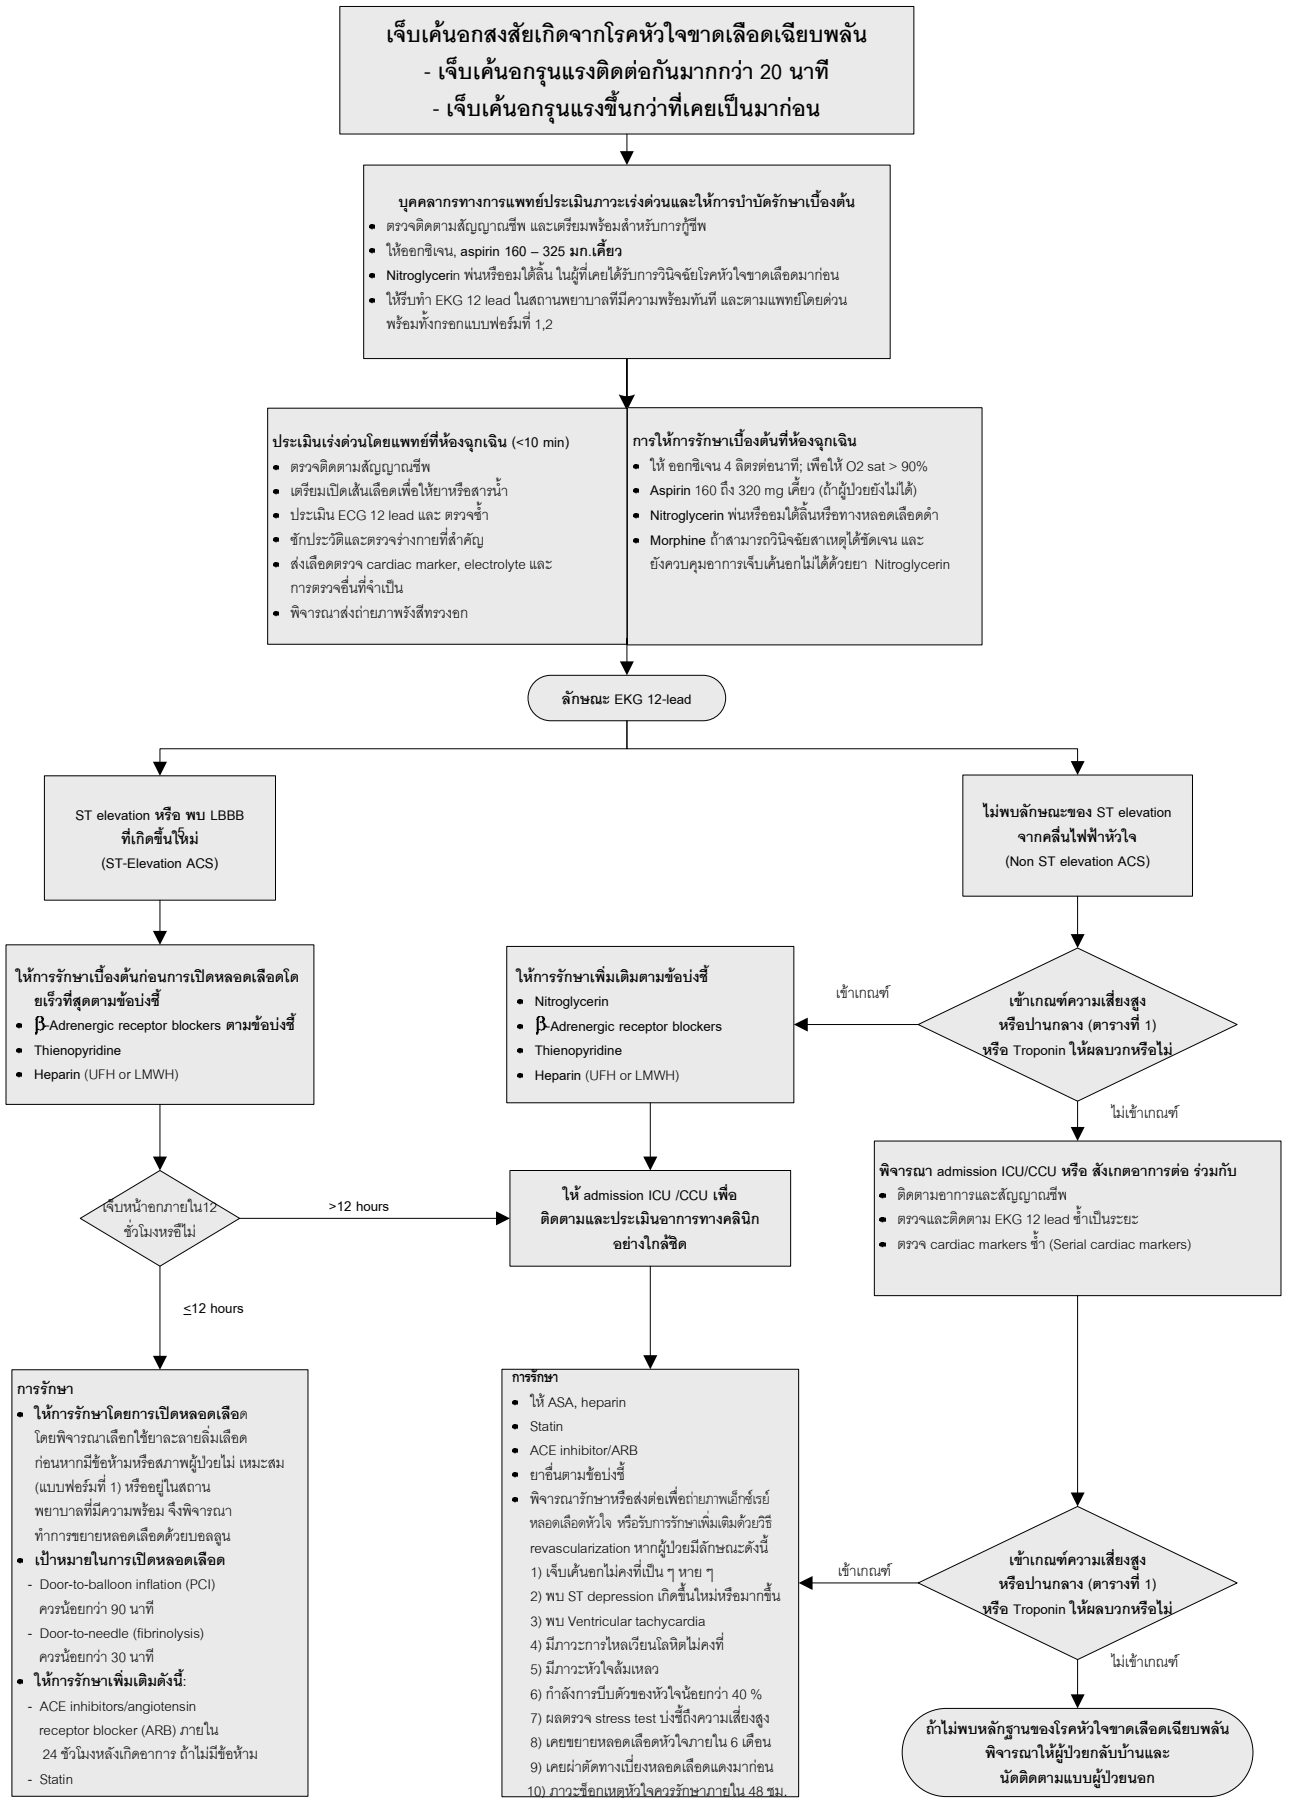 เจ็บเค้นอกสงสัยเกิดจากโรคหัวใจขาดเลือดเฉียบพลัน
- เจ็บเค้นอกรุนแรงติดต่อกันมากกว่า 20 นาที
- เจ็บเค้นอกรุนแรงขึ้นกว่าที่เคยเป็นมาก่อน
บุคคลากรทางการแพทย์ประเมินภาวะเร่งด่วนและให้การบำบัดรักษาเบื้องต้น
• ตรวจติดตามสัญญาณชีพ และเตรียมพร้อมสำหรับการกู้ชีพ
• ให้ออกซิเจน, aspirin 160 – 325 มก.เคี้ยว
• Nitroglycerin พ่นหรืออมใต้ลิ้น ในผู้ที่เคยได้รับการวินิจฉัยโรคหัวใจขาดเลือดมาก่อน
• ให้รีบทำ EKG 12 lead ในสถานพยาบาลที่มีความพร้อมทันที และตามแพทย์โดยด่วน
พร้อมทั้งกรอกแบบฟอร์มที่ 1,2
ประเมินเร่งด่วนโดยแพทย์ที่ห้องฉุกเฉิน (<10 min)
• ตรวจติดตามสัญญาณชีพ
• เตรียมเปิดเส้นเลือดเพื่อให้ยาหรือสารน้ำ
• ประเมิน ECG 12 lead และ ตรวจซ้ำ
• ซักประวัติและตรวจร่างกายที่สำคัญ
• ส่งเลือดตรวจ cardiac marker, electrolyte และ
การตรวจอื่นที่จำเป็น
• พิจารณาส่งถ่ายภาพรังสีทรวงอก
การให้การรักษาเบื้องต้นที่ห้องฉุกเฉิน
• ให้ ออกซิเจน 4 ลิตรต่อนาที; เพื่อให้ O2 sat > 90%
• Aspirin 160 ถึง 320 mg เคี้ยว (ถ้าผู้ป่วยยังไม่ได้)
• Nitroglycerin พ่นหรืออมใต้ลิ้นหรือทางหลอดเลือดดำ
• Morphine ถ้าสามารถวินิจฉัยสาเหตุได้ชัดเจน และ
ยังควบคุมอาการเจ็บเค้นอกไม่ได้ด้วยยา Nitroglycerin
ลักษณะ EKG 12-lead
ST elevation หรือ พบ LBBB
ที่เกิดขึ้นใหม่
5
(ST-Elevation ACS)
ไม่พบลักษณะของ ST elevation
จากคลื่นไฟฟ้าหัวใจ
(Non ST elevation ACS)
ให้การรักษาเบื้องต้นก่อนการเปิดหลอดเลือดโด
ยเร็วที่สุดตามข้อบ่งชี้
• β-Adrenergic receptor blockers ตามข้อบ่งชี้
• Thienopyridine
• Heparin (UFH or LMWH)
ให้การรักษาเพิ่มเติมตามข้อบ่งชี้
• Nitroglycerin
• β-Adrenergic receptor blockers
• Thienopyridine
• Heparin (UFH or LMWH)
เข้าเกณฑ์
เข้าเกณฑ์ความเสี่ยงสูง
หรือปานกลาง (ตารางที่ 1)
หรือ Troponin ให้ผลบวกหรือไม่
ไม่เข้าเกณฑ์
เจ็บหน้าอกภายใน12
ชั่วโมงหรือไม่
>12 hours
ให้ admission ICU /CCU เพื่อ
ติดตามและประเมินอาการทางคลินิก
อย่างใกล้ชิด
พิจารณา admission ICU/CCU หรือ สังเกตอาการต่อ ร่วมกับ
• ติดตามอาการและสัญญาณชีพ
• ตรวจและติดตาม EKG 12 lead ซ้ำเป็นระยะ
• ตรวจ cardiac markers ซ้ำ (Serial cardiac markers)
≤12 hours
การรักษา
• ให้การรักษาโดยการเปิดหลอดเลือด
โดยพิจารณาเลือกใช้ยาละลายลิ่มเลือด
ก่อนหากมีข้อห้ามหรือสภาพผู้ป่วยไม่ เหมะสม
(แบบฟอร์มที่ 1) หรืออยู่ในสถาน
พยาบาลที่มีความพร้อม จึงพิจารณา
ทำการขยายหลอดเลือดด้วยบอลลูน
• เป้าหมายในการเปิดหลอดเลือด
- Door-to-balloon inflation (PCI)
ควรน้อยกว่า 90 นาที
- Door-to-needle (fibrinolysis)
ควรน้อยกว่า 30 นาที
• ให้การรักษาเพิ่มเติมดังนี้:
- ACE inhibitors/angiotensin
receptor blocker (ARB) ภายใน
24 ชัวโมงหลังเกิดอาการ ถ้าไม่มีข้อห้าม
- Statin
การรักษา
• ให้ ASA, heparin
• Statin
• ACE inhibitor/ARB
• ยาอื่นตามข้อบ่งชี้
• พิจารณารักษาหรือส่งต่อเพื่อถ่ายภาพเอ็กซ์เรย์
หลอดเลือดหัวใจ หรือรับการรักษาเพิ่มเติมด้วยวิธี
revascularization หากผู้ป่วยมีลักษณะดังนี้
1) เจ็บเค้นอกไม่คงที่เป็น ๆ หาย ๆ
2) พบ ST depression เกิดขึ้นใหม่หรือมากขึ้น
3) พบ Ventricular tachycardia
4) มีภาวะการไหลเวียนโลหิตไม่คงที่
5) มีภาวะหัวใจล้มเหลว
6) กำลังการบีบตัวของหัวใจน้อยกว่า 40 %
7) ผลตรวจ stress test บ่งชี้ถึงความเสี่ยงสูง
8) เคยขยายหลอดเลือดหัวใจภายใน 6 เดือน
9) เคยผ่าตัดทางเบี่ยงหลอดเลือดแดงมาก่อน
10) ภาวะช็อกเหตุหัวใจควรรักษาภายใน 48 ชม.
เข้าเกณฑ์
เข้าเกณฑ์ความเสี่ยงสูง
หรือปานกลาง (ตารางที่ 1)
หรือ Troponin ให้ผลบวกหรือไม่
ไม่เข้าเกณฑ์
ถ้าไม่พบหลักฐานของโรคหัวใจขาดเลือดเฉียบพลัน
พิจารณาให้ผู้ป่วยกลับบ้านและ
นัดติดตามแบบผู้ป่วยนอก